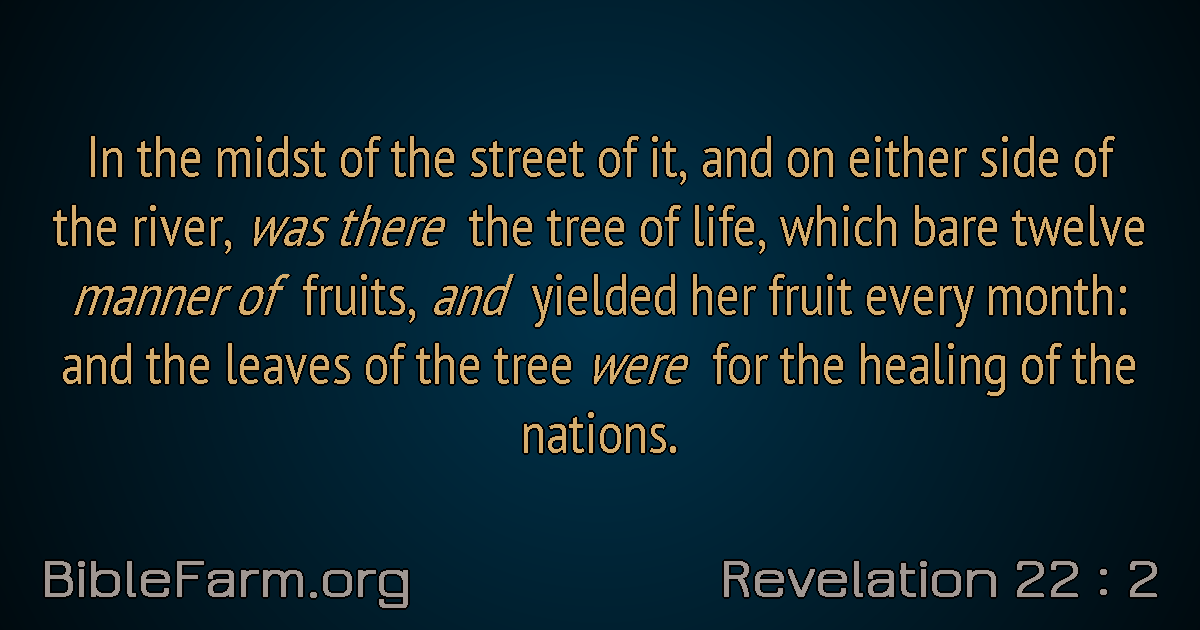 In the midst of the street of it, and on either side of
the river, was there the tree of life, which bare twelve
manner of fruits, and yielded her fruit every month:
and the leaves of the tree were for the healing of the
nations.
BibleFarm.org
Revelation 22 : 2